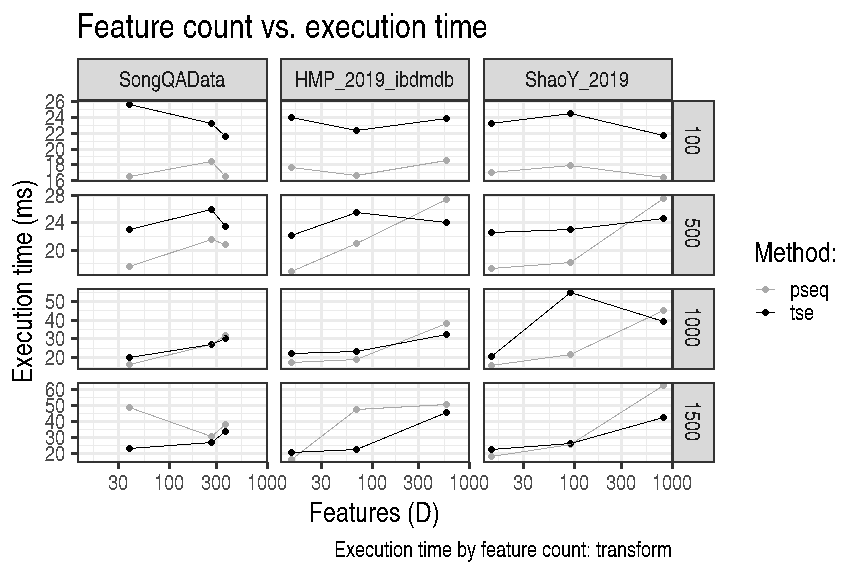 Feature count vs. execution time
SongQAData HMP_2019_ibdmdb ShaoY_2019
26
24
22
20
18
16
100
28
24
20
500
50
40
30
20
1000
60
50
40
30
20
1500
Execution time (ms)
30 100 300 1000 30 100 300 1000 30 100 300 1000
Features (D)
Method:
pseq
tse
Execution time by feature count: transform